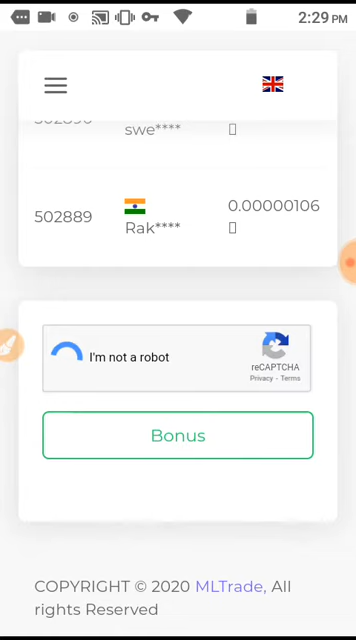 2:29 PM
swe****
502889
Rak****
0.00000106
I'm not a robot
reCAPTCHA
Privacy - Terms
Bonus
COPYRIGHT © 2020 MLTrade, All
rights Reserved